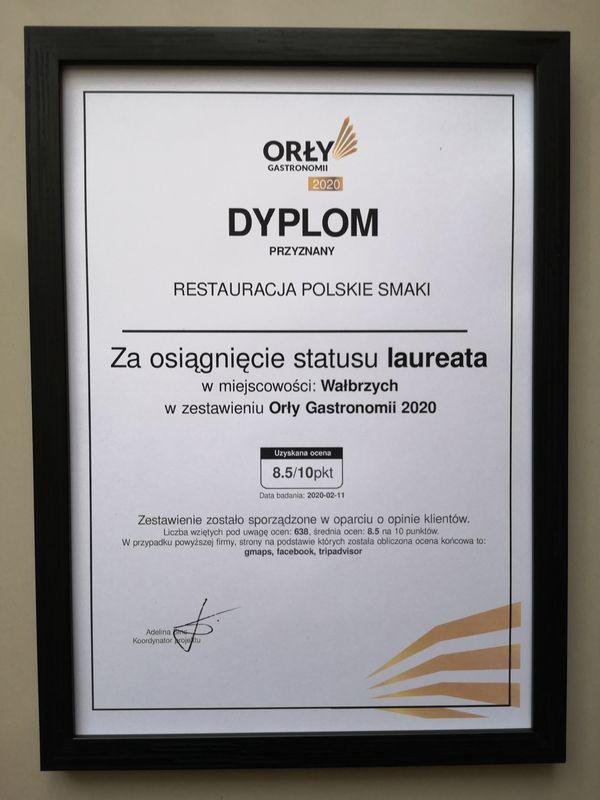 ORŁY
GASTRONOMII
2020
DYPLOM
PRZYZNANY
RESTAURACJA POLSKIE SMAKI
Za osiągnięcie statusu laureata
w miejscowości: Wałbrzych
w zestawieniu Orły Gastronomii 2020
Uzyskana ocena
8.5/10pkt
Data badania: 2020-02-11
Zestawienie zostało sporządzone w oparciu o opinie klientów.
Liczba wziętych pod uwagę ocen: 638, średnia ocen: 8.5 na 10 punktów.
W przypadku powyższej firmy, strony na podstawie których została obliczona ocena końcowa to:
gmaps, facebook, tripadvisor
Adelina
Koordynator projektu